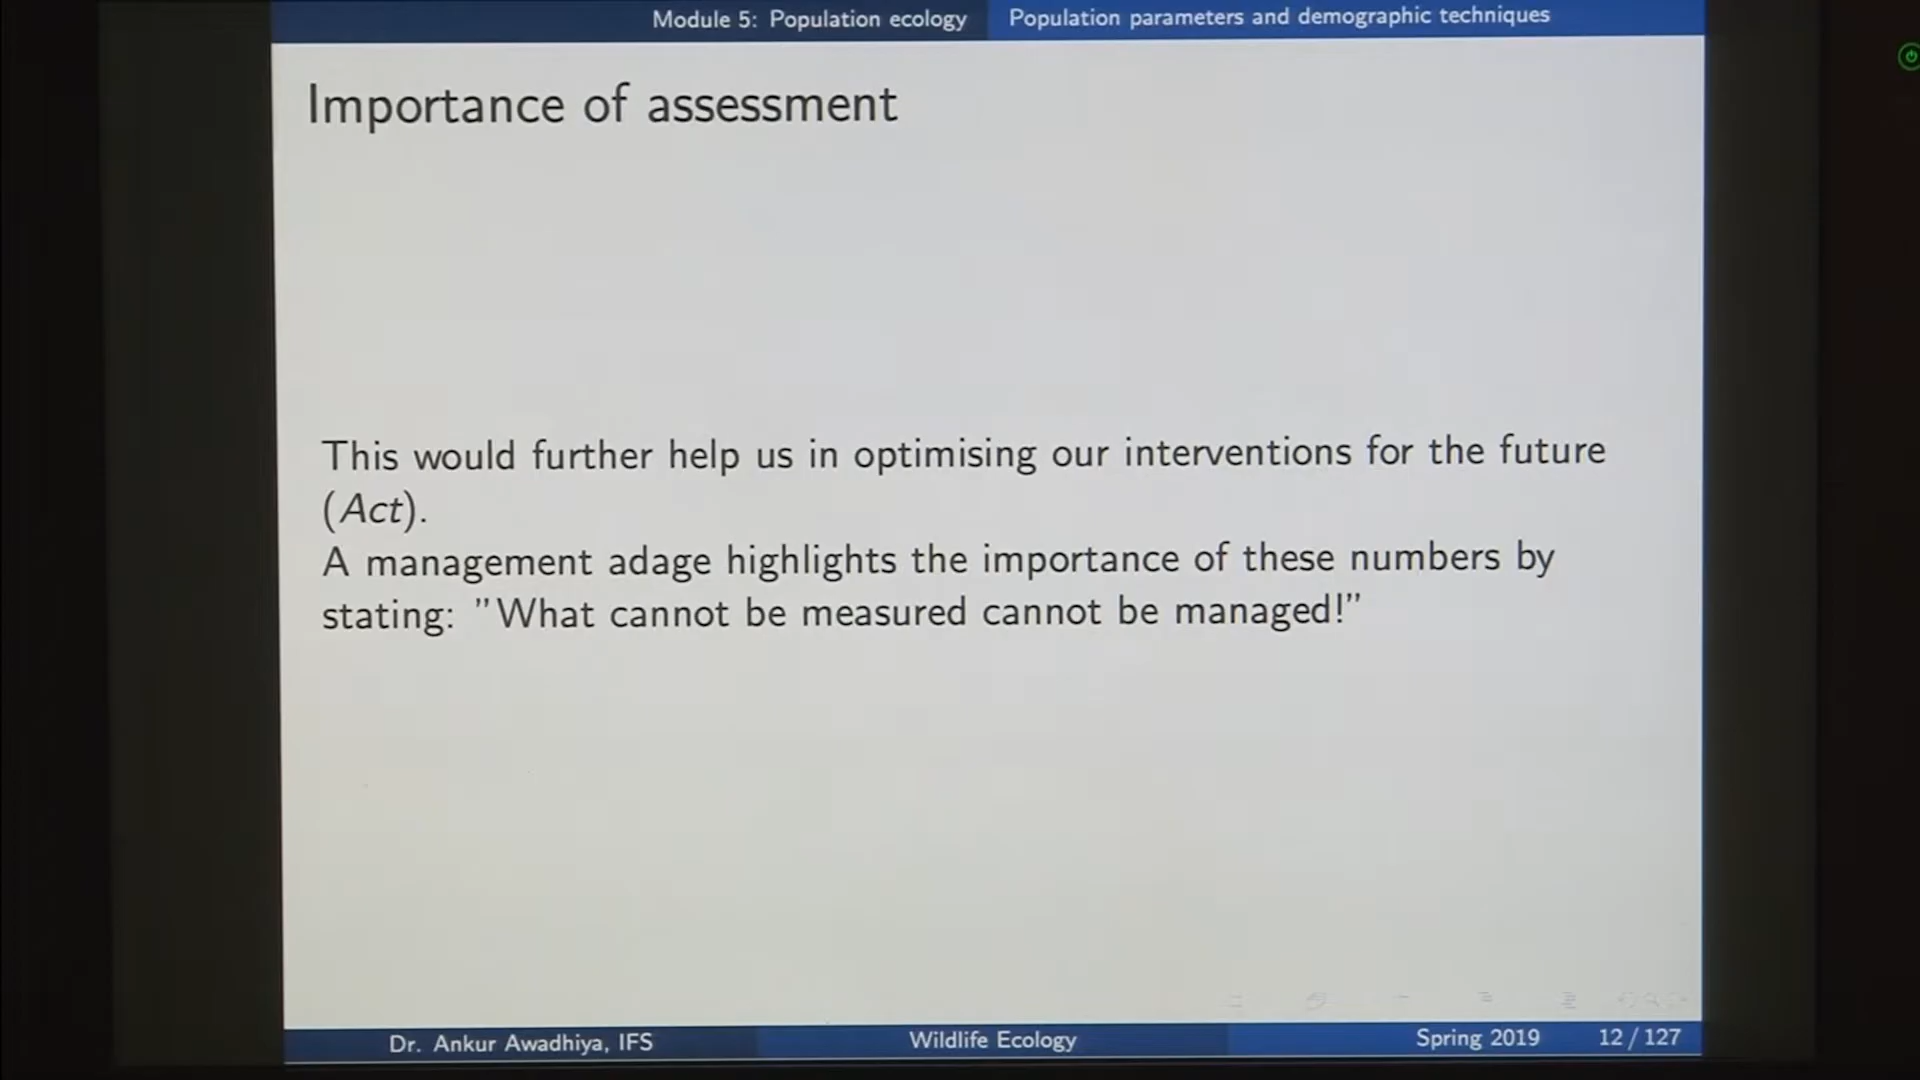 Module 5: Population ecology Population parameters and demographic techniques
Importance of assessment
This would further help us in optimising our interventions for the future
(Act).
A management adage highlights the importance of these numbers by
stating: "What cannot be measured cannot be managed!"
Dr. Ankur Awadhiya, IFS Wildlife Ecology Spring 2019 12 / 127